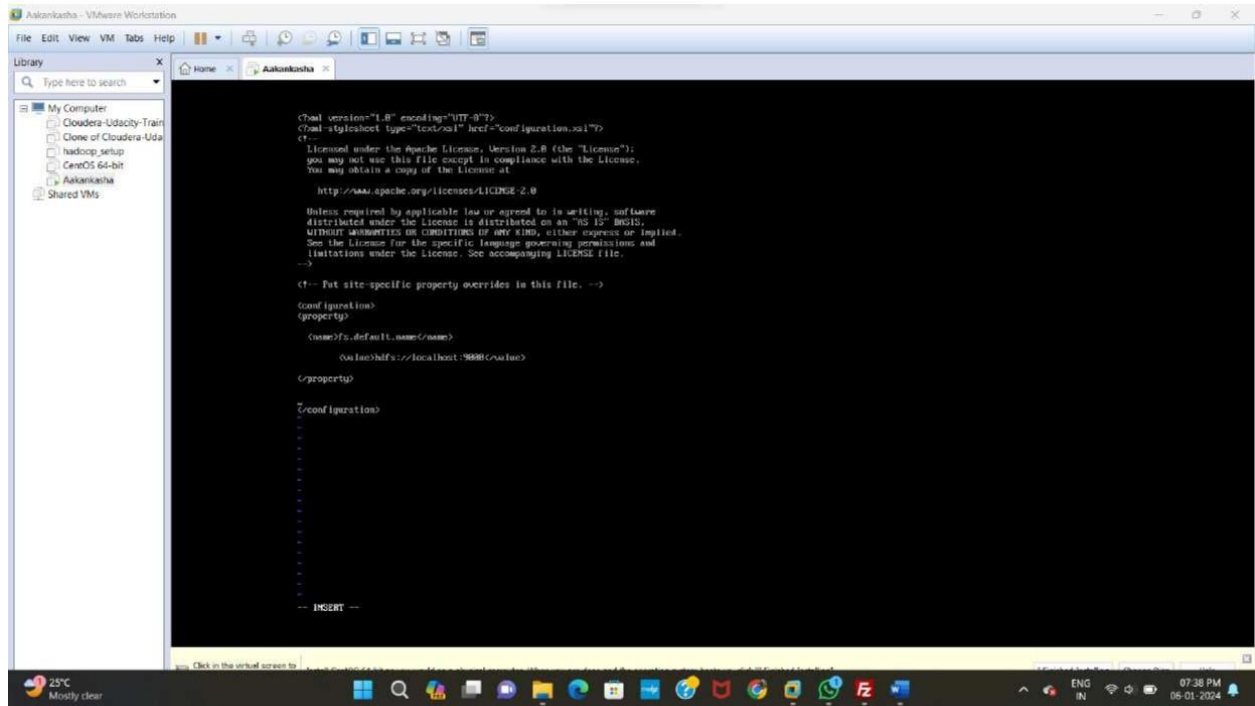 Aakankasha - VMware Workstation
File Edit View VM Tabs Help
Library
Type here to search
Home
Aakankasha
My Computer
Cloudera-Udacity-Train
Clone of Cloudera-Uda
hadoop_setup
CentOS 64-bit
Aakankasha
Shared VMs
<?xml version="1.0" encoding="UTF-8"?>
<?xml-stylesheet type="text/xsl" href="configuration.xsl"?>
<!--
Licensed under the Apache License, Version 2.0 (the "License");
you may not use this file except in compliance with the License.
You may obtain a copy of the License at
http://www.apache.org/licenses/LICENSE-2.0
Unless required by applicable law or agreed to in writing, software
distributed under the License is distributed on an "AS IS" BASIS,
WITHOUT WARRANTIES OR CONDITIONS OF ANY KIND, either express or implied.
See the License for the specific language governing permissions and
limitations under the License. See accompanying LICENSE file.
-->
<!-- Put site-specific property overrides in this file. -->
<configuration>
<property>
<name>fs.default.name</name>
<value>hdfs://localhost:9000</value>
</property>
</configuration>
-- INSERT --
Click in the virtual screen to
25°C
Mostly clear
ENG
IN
07:38 PM
06-01-2024